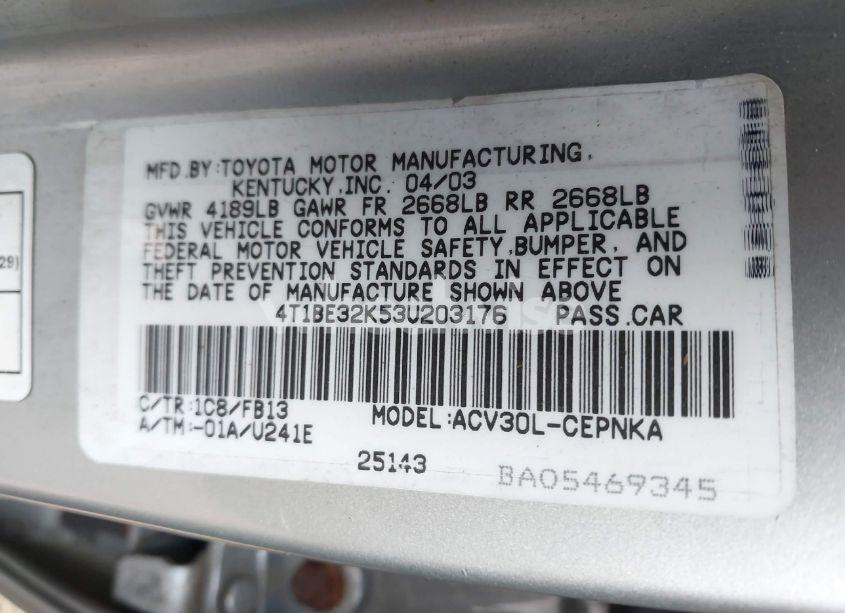 MFD.BY:TOYOTA MOTOR MANUFACTURING,
KENTUCKY,INC. 04/03
GVWR 4189LB GAWR FR 2668LB RR 2668LB
THIS VEHICLE CONFORMS TO ALL APPLICABLE
FEDERAL MOTOR VEHICLE SAFETY,BUMPER, AND
THEFT PREVENTION STANDARDS IN EFFECT ON
THE DATE OF MANUFACTURE SHOWN ABOVE
4T1BE32K53U203176 PASS.CAR
C/TR:1C8/FB13 MODEL:ACV30L-CEPNKA
A/TM:-01A/U241E
25143 BA05469345
29)